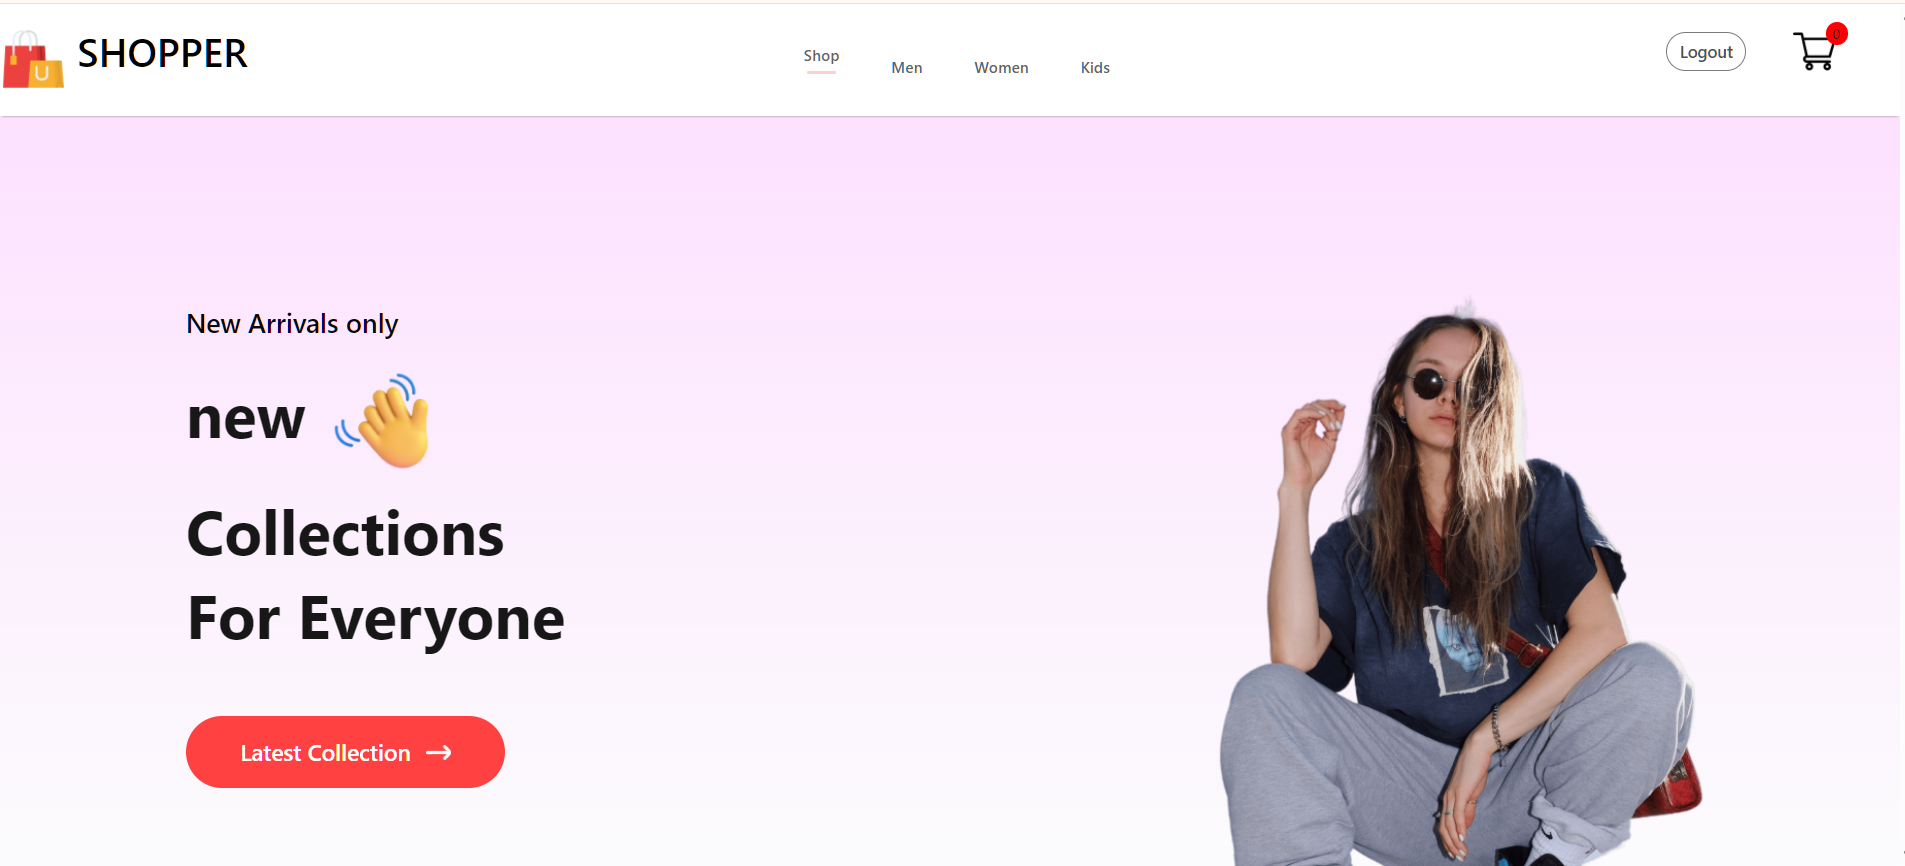 SHOPPER
Shop
Men
Women
Kids
Logout
0
New Arrivals only
new
Collections
For Everyone
Latest Collection
U